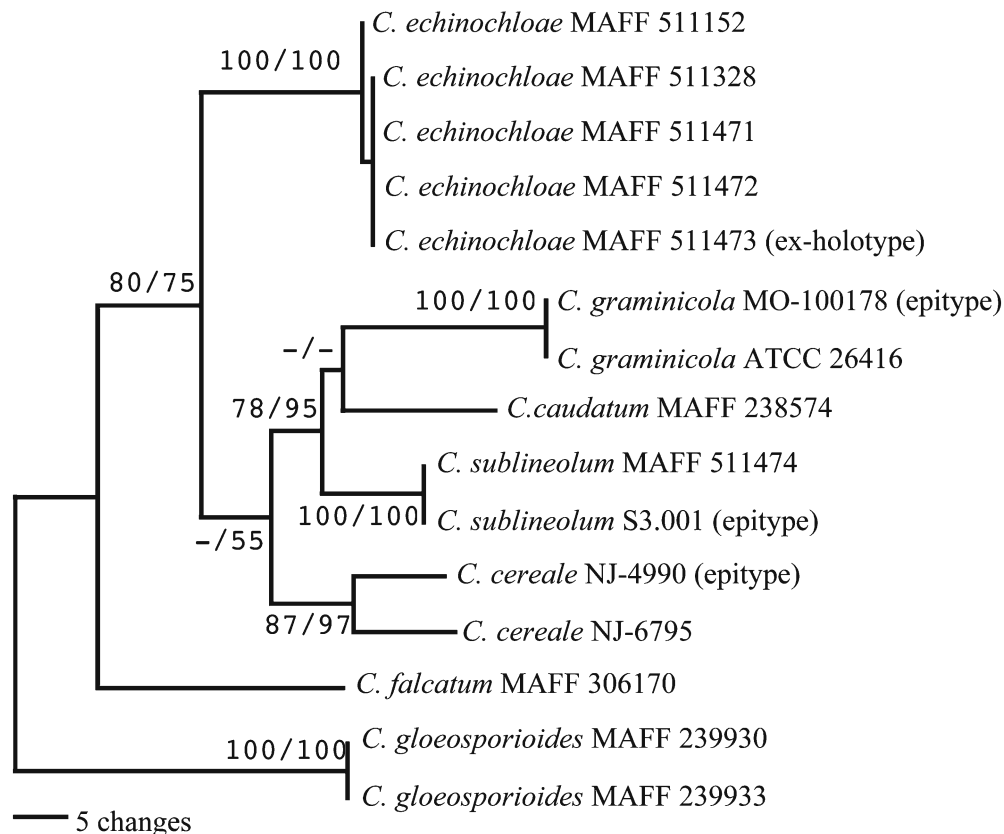 C. echinochloae MAFF 511152
100/100
C. echinochloae MAFF 511328
C. echinochloae MAFF 511471
C. echinochloae MAFF 511472
C. echinochloae MAFF 511473 (ex-holotype)
80/75
100/100 C. graminicola MO-100178 (epitype)
-/-
C. graminicola ATCC 26416
78/95 C.caudatum MAFF 238574
C. sublineolum MAFF 511474
100/100 C. sublineolum S3.001 (epitype)
-/55
C. cereale NJ-4990 (epitype)
87/97 C. cereale NJ-6795
C. falcatum MAFF 306170
100/100 C. gloeosporioides MAFF 239930
C. gloeosporioides MAFF 239933
5 changes